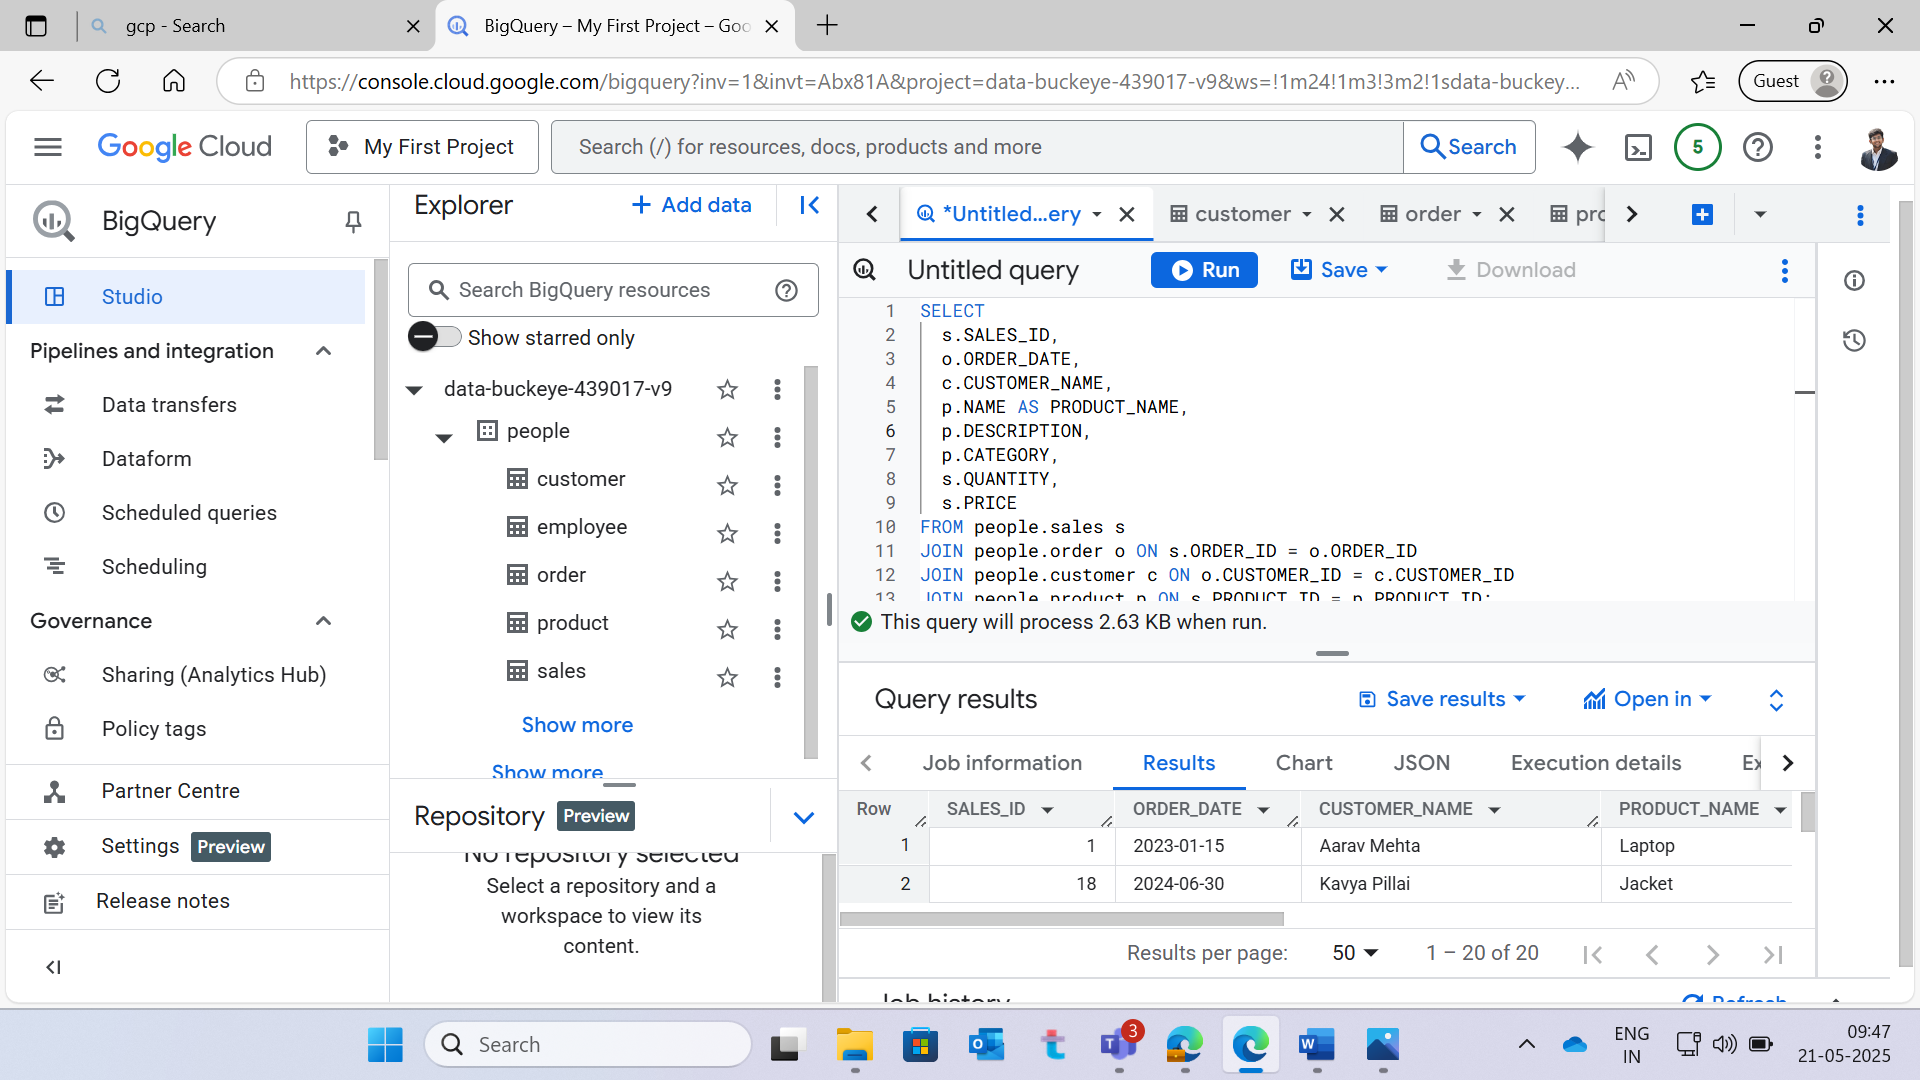 gcp - Search
BigQuery – My First Project – Goo
https://console.cloud.google.com/bigquery?inv=1&invt=Abx81A&project=data-buckeye-439017-v9&ws=!1m24!1m3!3m2!1sdata-buckey...
Guest
Google Cloud
My First Project
Search (/) for resources, docs, products and more
Search
5
BigQuery
Studio
Pipelines and integration
Data transfers
Dataform
Scheduled queries
Scheduling
Governance
Sharing (Analytics Hub)
Policy tags
Partner Centre
Settings Preview
Release notes
Explorer
+ Add data
Search BigQuery resources
Show starred only
data-buckeye-439017-v9
people
customer
employee
order
product
sales
Show more
Show more
Repository Preview
No repository selected
Select a repository and a
workspace to view its
content.
*Untitled...ery
customer
order
pro
Untitled query
Run
Save
Download
1 SELECT
2 s.SALES_ID,
3 o.ORDER_DATE,
4 c.CUSTOMER_NAME,
5 p.NAME AS PRODUCT_NAME,
6 p.DESCRIPTION,
7 p.CATEGORY,
8 s.QUANTITY,
9 s.PRICE
10 FROM people.sales s
11 JOIN people.order o ON s.ORDER_ID = o.ORDER_ID
12 JOIN people.customer c ON o.CUSTOMER_ID = c.CUSTOMER_ID
13 JOIN people.product p ON s.PRODUCT_ID = p.PRODUCT_ID;
This query will process 2.63 KB when run.
Query results
Save results
Open in
Job information
Results
Chart
JSON
Execution details
Ex
Row SALES_ID ORDER_DATE CUSTOMER_NAME PRODUCT_NAME
1 1 2023-01-15 Aarav Mehta Laptop
2 18 2024-06-30 Kavya Pillai Jacket
Results per page: 50 1 – 20 of 20
Job history
Refresh
Search
3
ENG
IN
09:47
21-05-2025